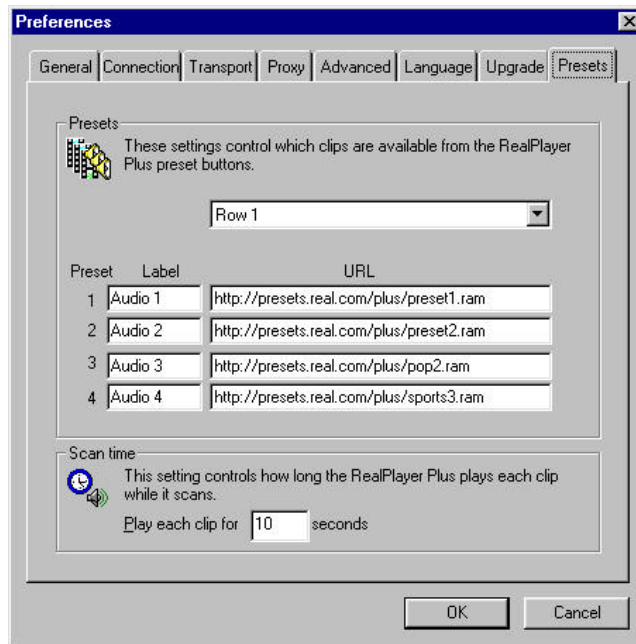 Preferences
General Connection Transport Proxy Advanced Language Upgrade Presets
Presets
These settings control which clips are available from the RealPlayer
Plus preset buttons.
Row 1
Preset Label URL
1 Audio 1 http://presets.real.com/plus/preset1.ram
2 Audio 2 http://presets.real.com/plus/preset2.ram
3 Audio 3 http://presets.real.com/plus/pop2.ram
4 Audio 4 http://presets.real.com/plus/sports3.ram
Scan time
This setting controls how long the RealPlayer Plus plays each clip
while it scans.
Play each clip for 10 seconds
OK Cancel